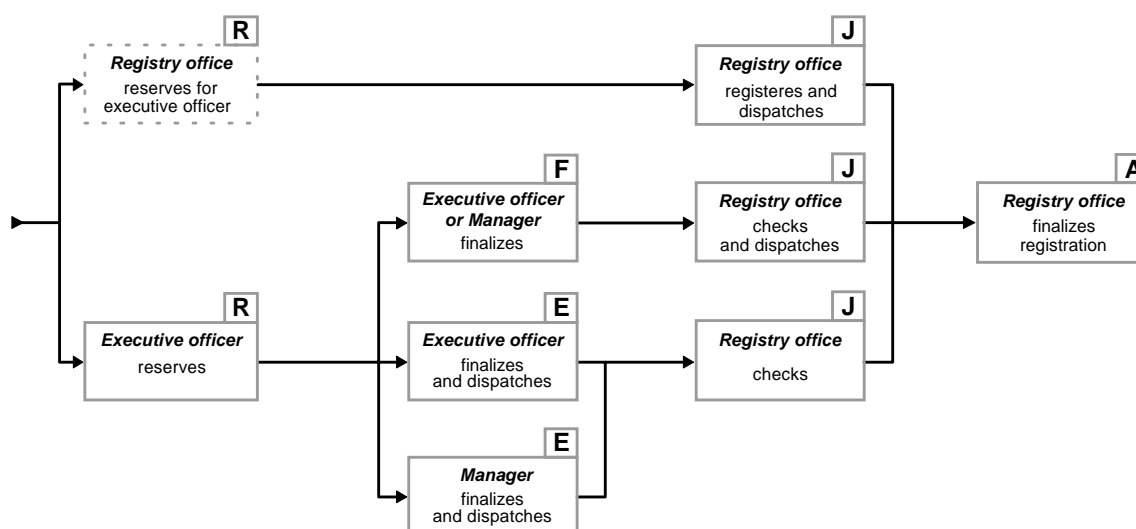 R
Registry office
reserves for
executive officer
J
Registry office
registeres and
dispatches
F
Executive officer
or Manager
finalizes
J
Registry office
checks
and dispatches
A
Registry office
finalizes
registration
R
Executive officer
reserves
E
Executive officer
finalizes
and dispatches
J
Registry office
checks
E
Manager
finalizes
and dispatches